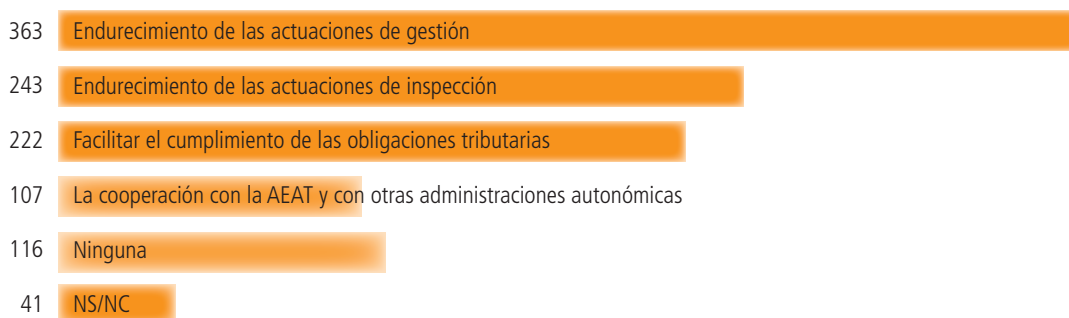 363 Endurecimiento de las actuaciones de gestión
243 Endurecimiento de las actuaciones de inspección
222 Facilitar el cumplimiento de las obligaciones tributarias
107 La cooperación con la AEAT y con otras administraciones autonómicas
116 Ninguna
41 NS/NC